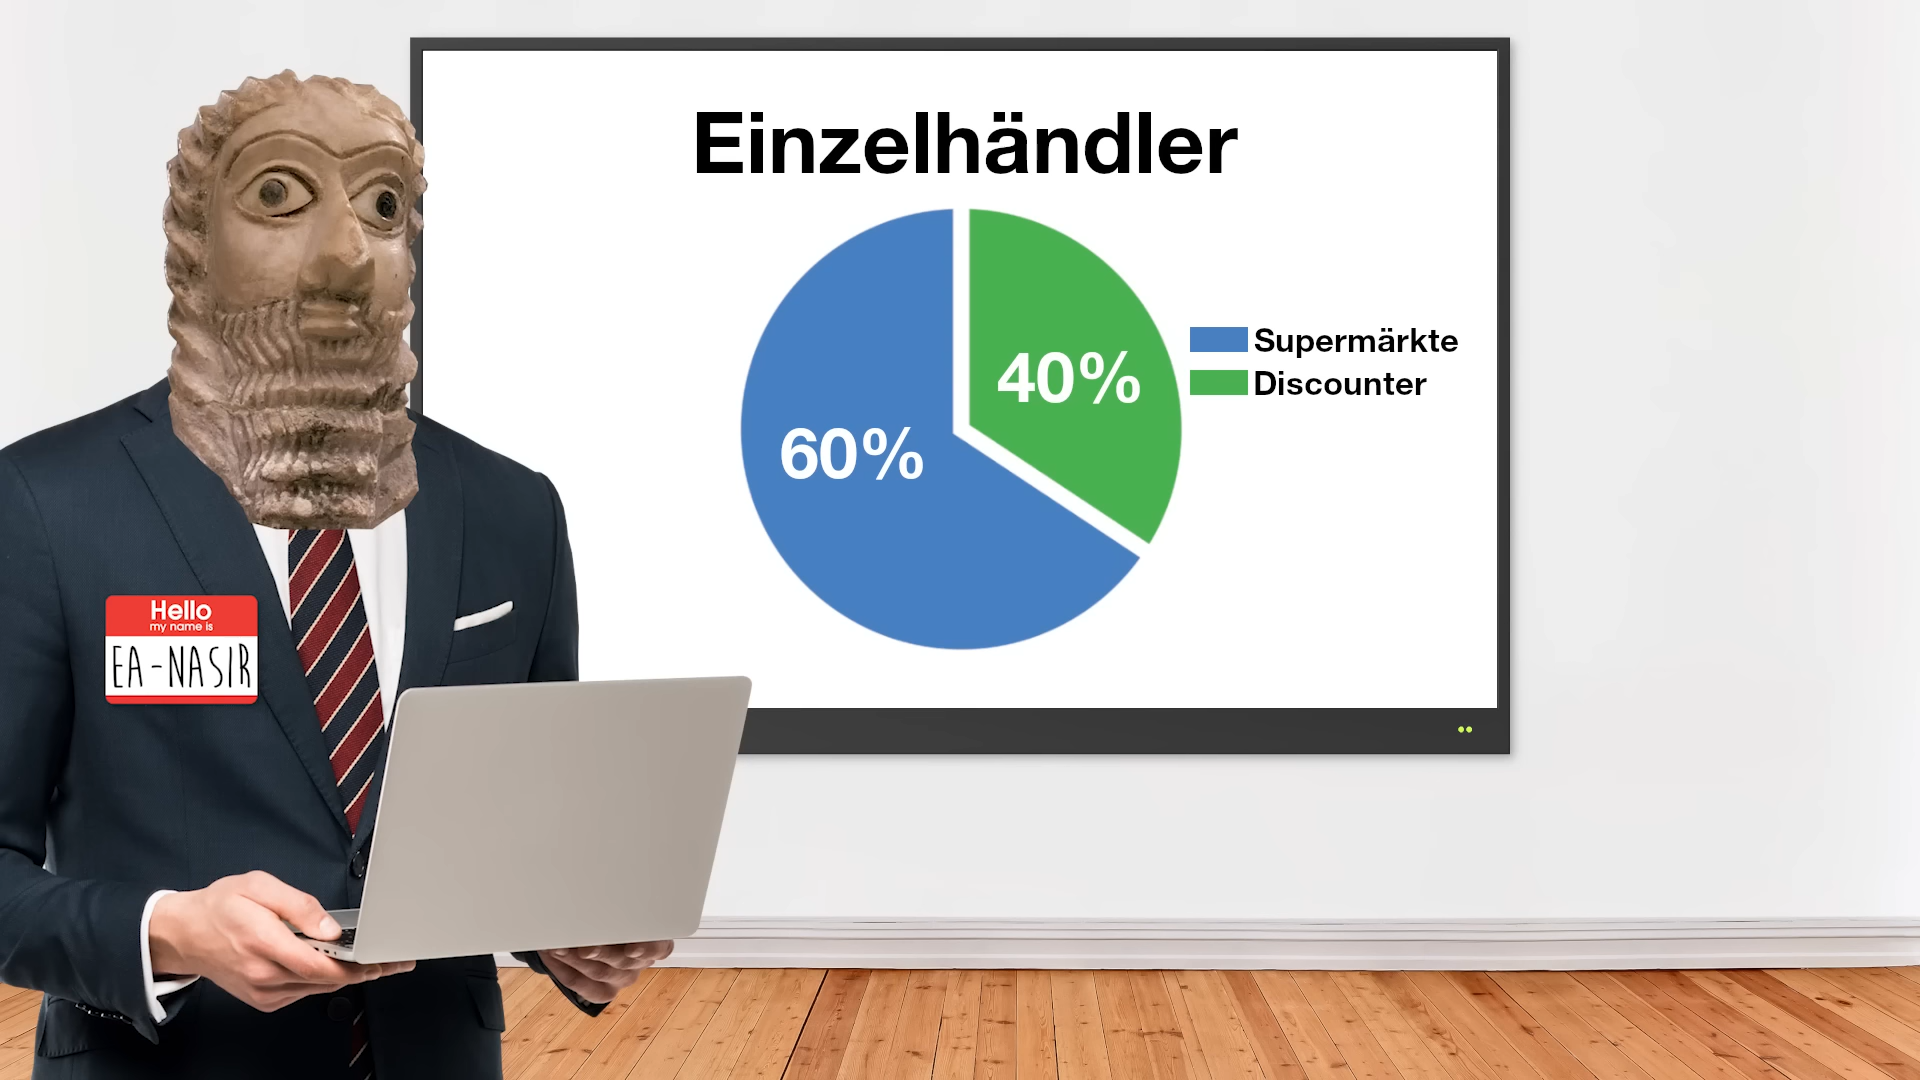 Einzelhändler
40%
60%
Supermärkte
Discounter
Hello
my name is
EA-NASIR